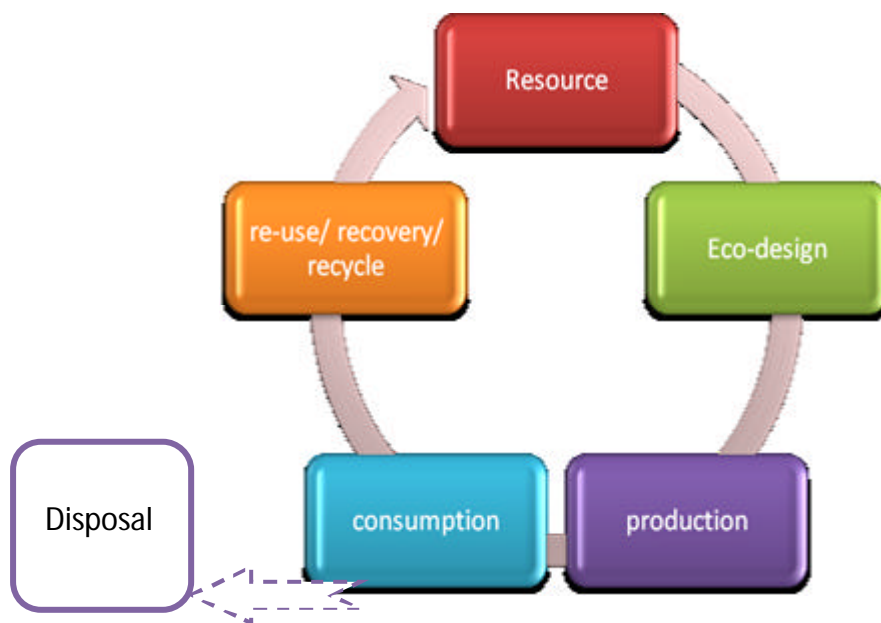 Resource
Eco-design
production
consumption
re-use/ recovery/
recycle
Disposal